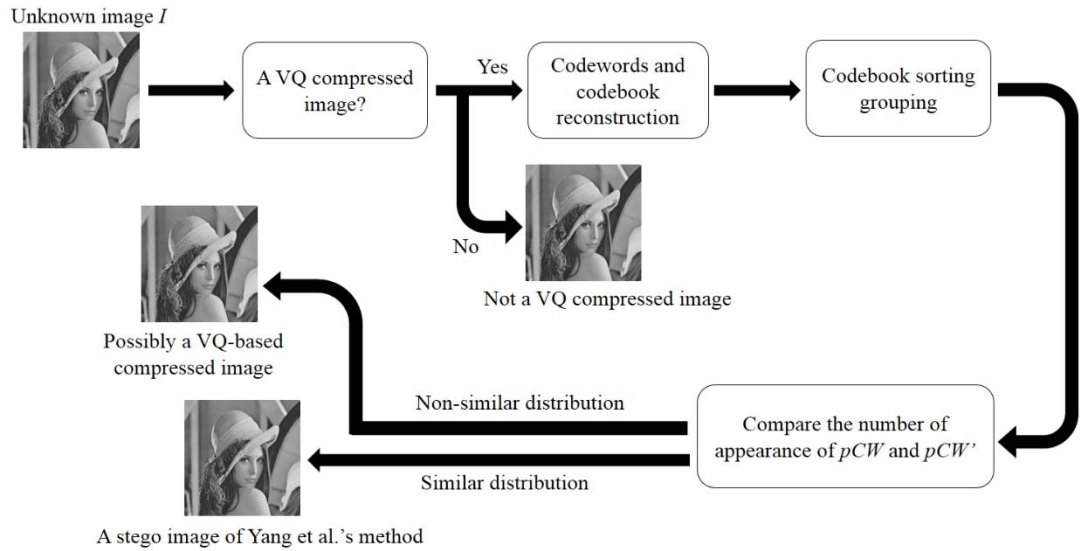 Unknown image I
A VQ compressed
image?
Yes
No
Codewords and
codebook
reconstruction
Codebook sorting
grouping
Not a VQ compressed image
Possibly a VQ-based
compressed image
Non-similar distribution
Compare the number of
appearance of pCW and pCW’
Similar distribution
A stego image of Yang et al.’s method